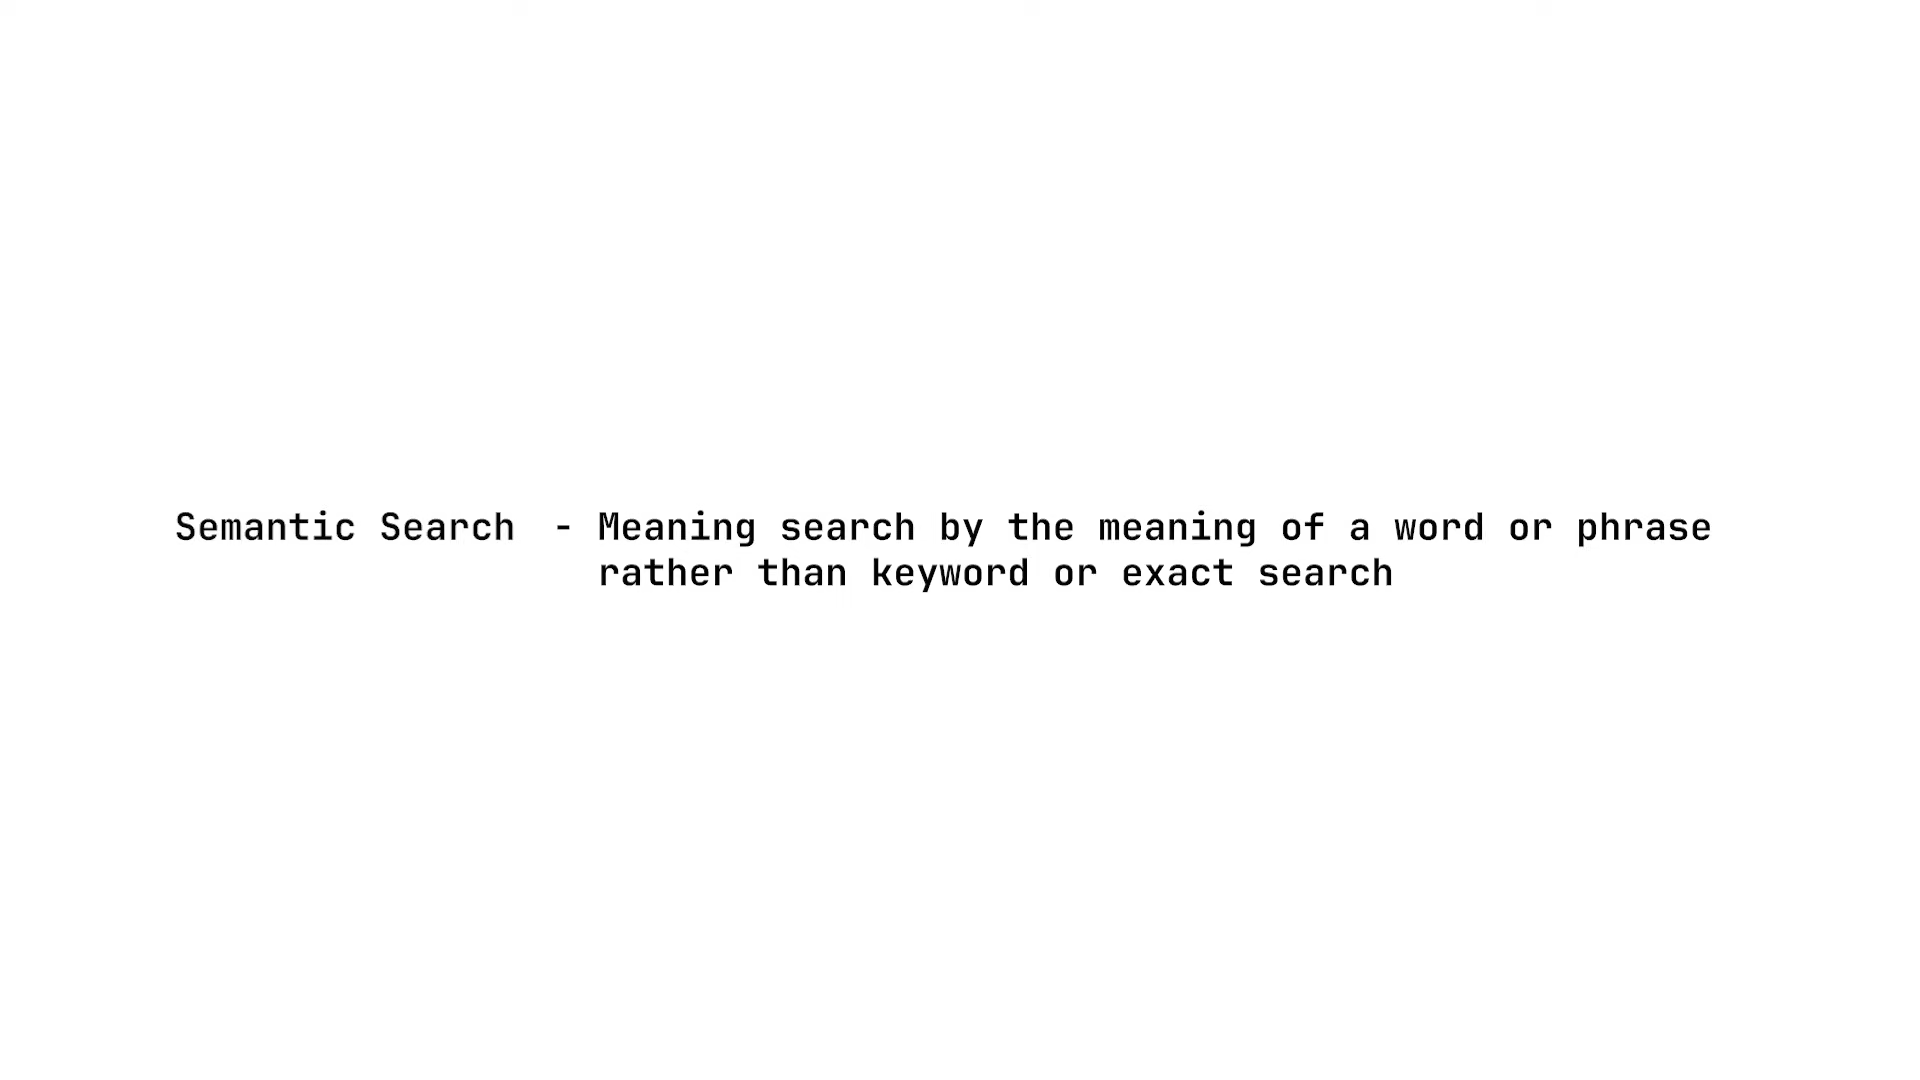 Semantic Search - Meaning search by the meaning of a word or phrase
rather than keyword or exact search